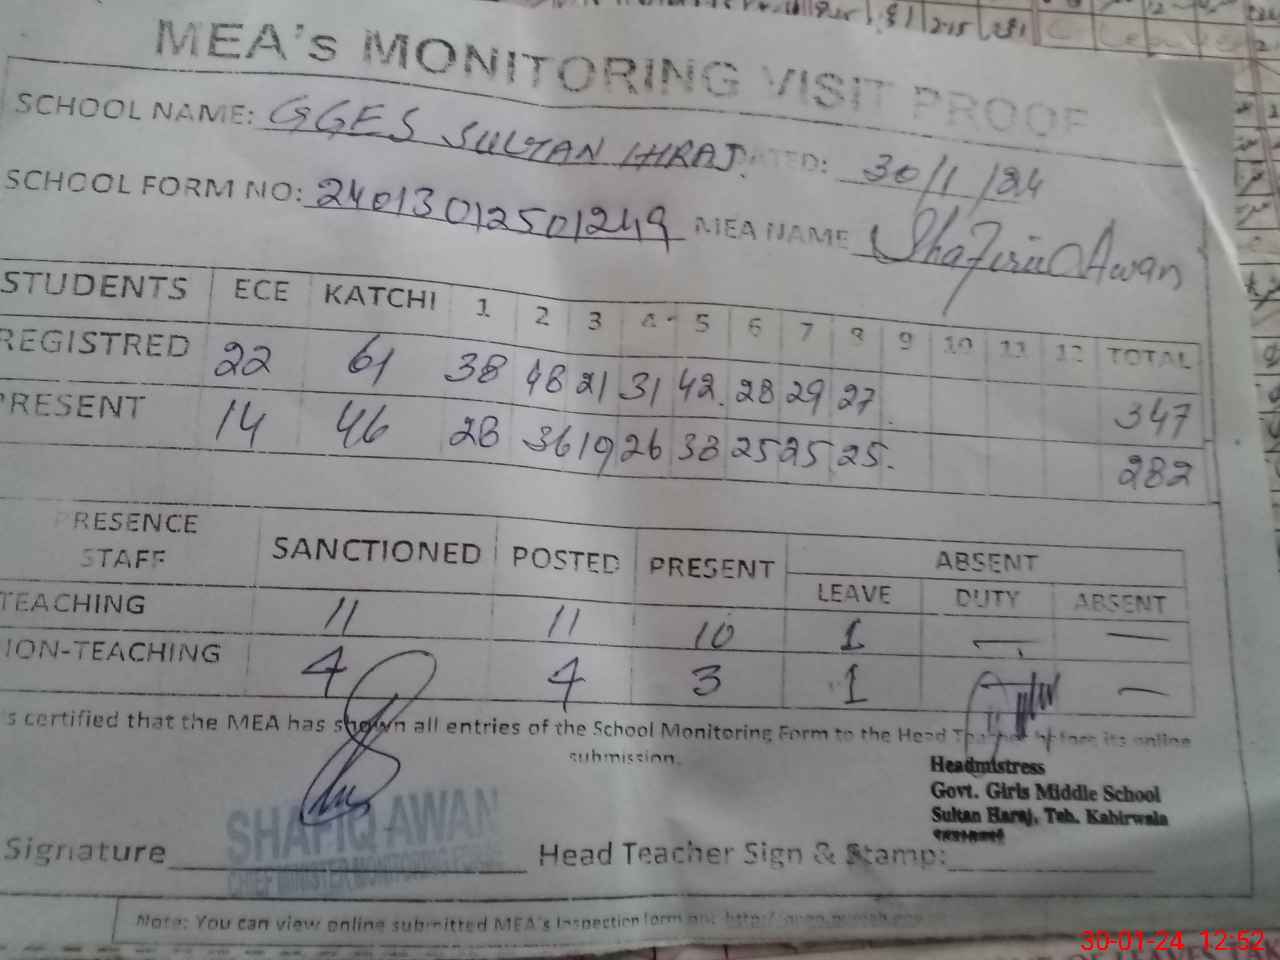 MEA's MONITORING VISIT PROOF
SCHOOL NAME: GGES SULTAN HRAJ. DATED: 30/1/24
SCHOOL FORM NO: 24013012501249 MEA NAME Shafiq Awan
STUDENTS ECE KATCHI 1 2 3 4 5 6 7 8 9 10 11 12 TOTAL
REGISTRED 22 61 38 48 21 31 42 28 29 27 347
PRESENT 14 46 28 36 19 26 38 25 25 25 282
PRESENCE STAFF SANCTIONED POSTED PRESENT ABSENT
LEAVE DUTY ABSENT
TEACHING 11 11 10 1 — —
NON-TEACHING 4 4 3 1 —
's certified that the MEA has shown all entries of the School Monitoring Form to the Head Teacher before its online
submission.
Headmistress
Govt. Girls Middle School
Sultan Haraj, Teh. Kabirwala
SHAFIQ AWAN
Signature Head Teacher Sign & Stamp:
Note: You can view online submitted MEA's Inspection form
30-01-24 12:52